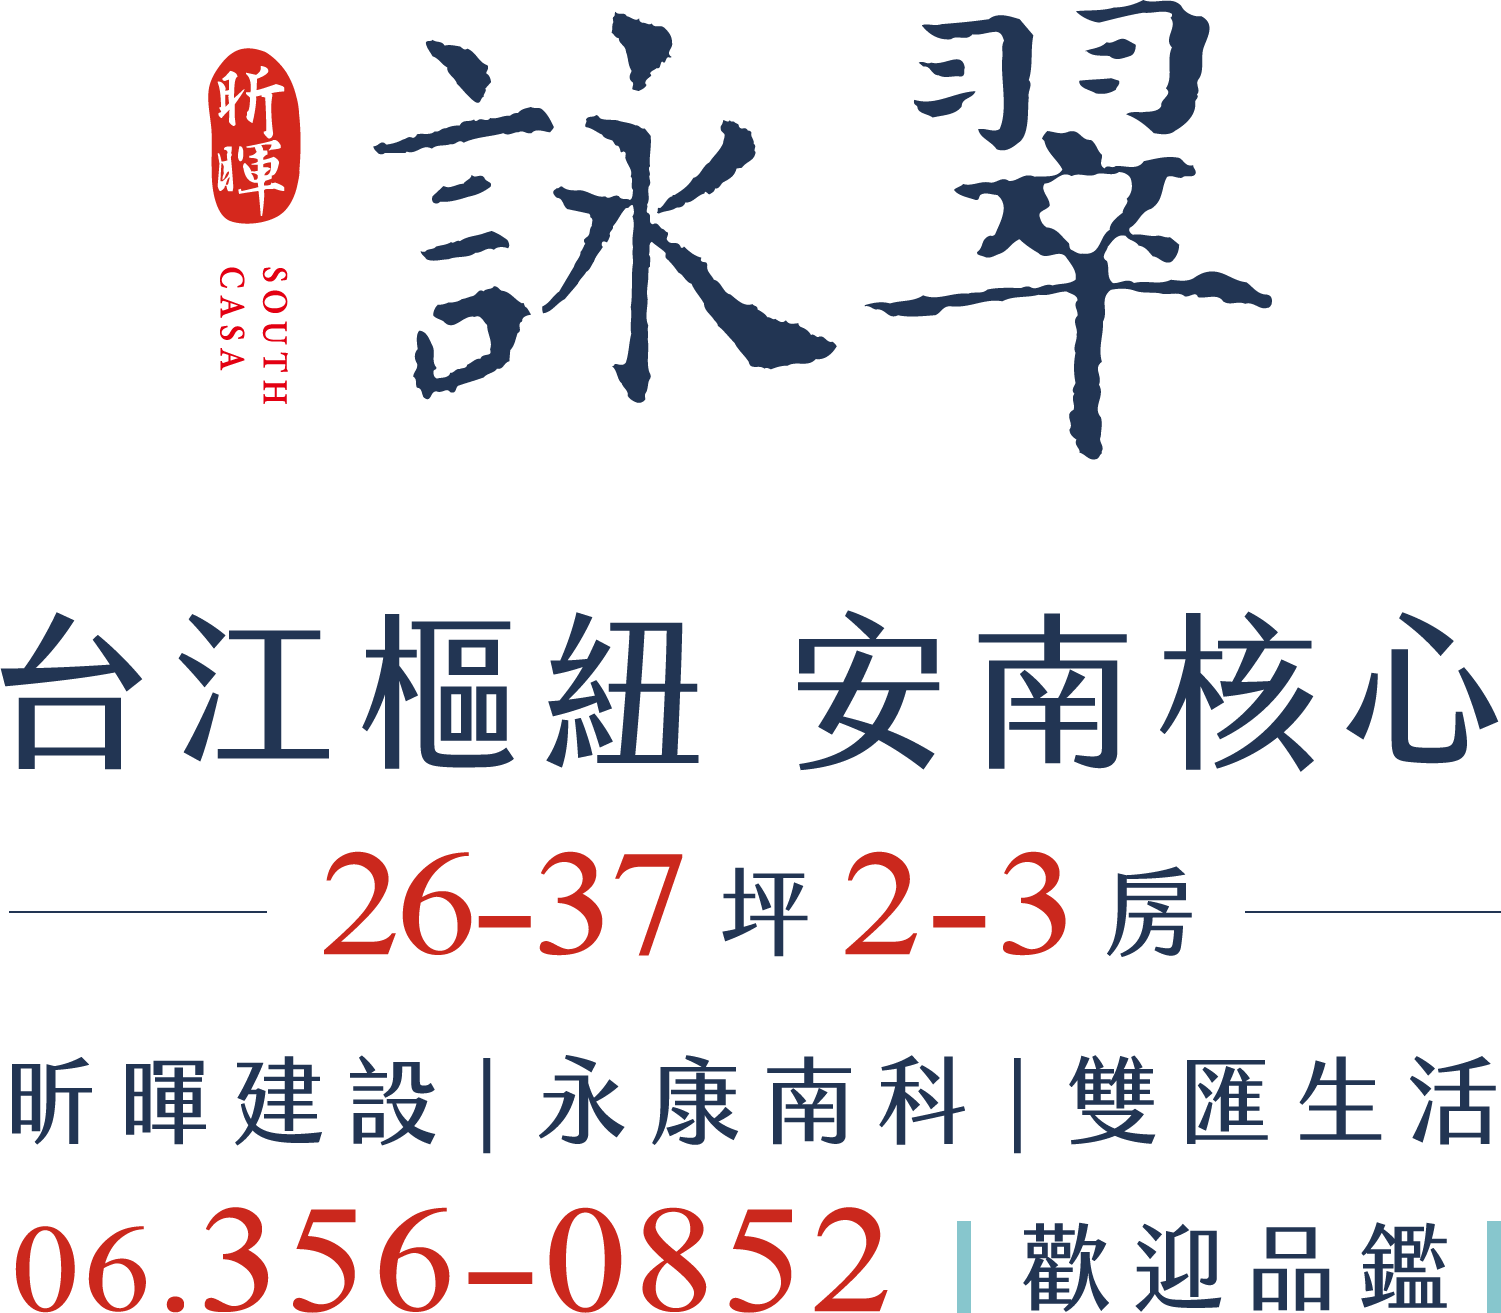 昕暉
SOUTH
CASA
詠翠
台江樞紐 安南核心
26-37 坪 2-3 房
昕暉建設|永康南科|雙匯生活
06.356-0852 | 歡迎品鑑 |